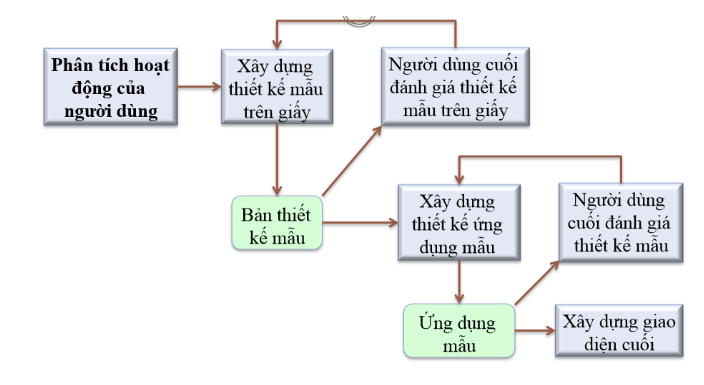 Phân tích hoạt
động của
người dùng
Xây dựng
thiết kế mẫu
trên giấy
Người dùng cuối
đánh giá thiết kế
mẫu trên giấy
Bản thiết
kế mẫu
Xây dựng
thiết kế ứng
dụng mẫu
Người dùng
cuối đánh giá
thiết kế mẫu
Ứng dụng
mẫu
Xây dựng giao
diện cuối